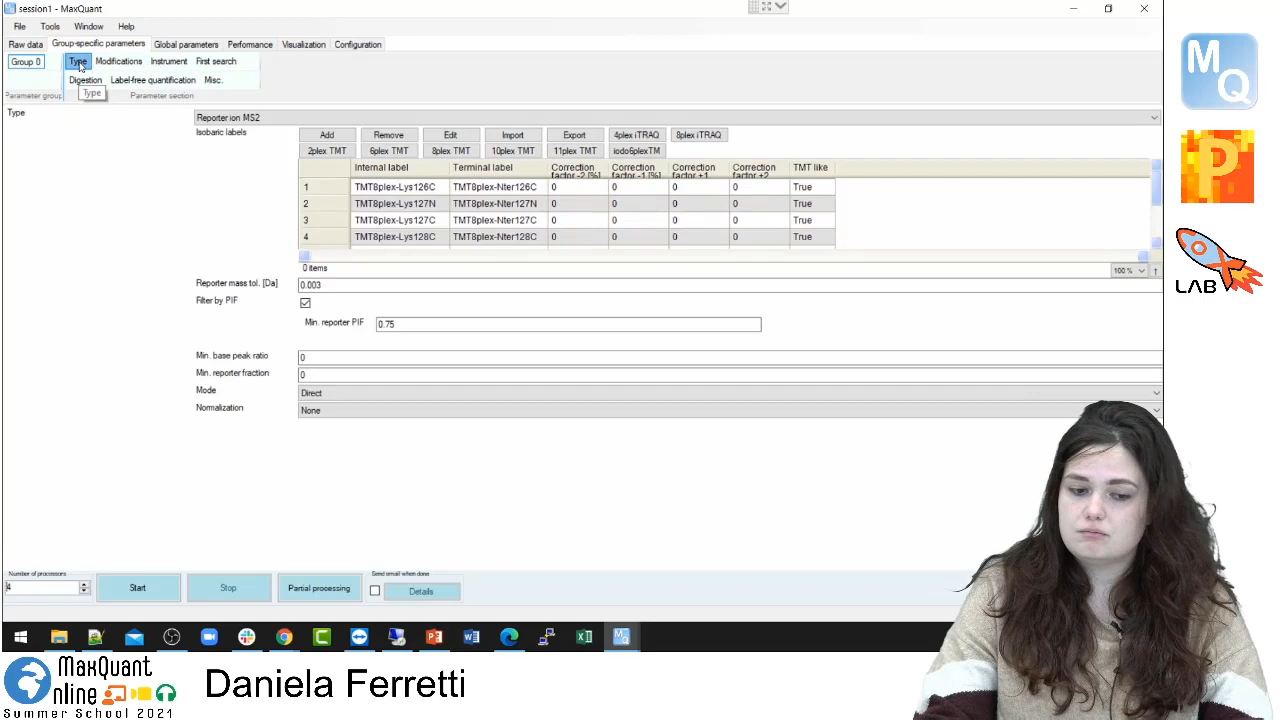 session1 - MaxQuant
File Tools Window Help
Raw data Group-specific parameters Global parameters Performance Visualization Configuration
Group 0 Type Modifications Instrument First search
Digestion Label-free quantification Misc.
Type
Parameter group Parameter section
Type
Reporter ion MS2
Isobaric labels
Add Remove Edit Import Export 4plex iTRAQ 8plex iTRAQ
2plex TMT 6plex TMT 8plex TMT 10plex TMT 11plex TMT iodo6plexTM
Internal label Terminal label Correction factor -2 [%] Correction factor -1 [%] Correction factor +1 Correction factor +2 TMT like
1 TMT8plex-Lys126C TMT8plex-Nter126C 0 0 0 0 True
2 TMT8plex-Lys127N TMT8plex-Nter127N 0 0 0 0 True
3 TMT8plex-Lys127C TMT8plex-Nter127C 0 0 0 0 True
4 TMT8plex-Lys128C TMT8plex-Nter128C 0 0 0 0 True
0 items
100 %
Reporter mass tol. [Da] 0.003
Filter by PIF
Min. reporter PIF 0.75
Min. base peak ratio 0
Min. reporter fraction 0
Mode Direct
Normalization None
Number of processors
4
Start Stop Partial processing
Send email when done
Details
MaxQuant
Online
Summer School 2021
Daniela Ferretti
MQ
P
LAB